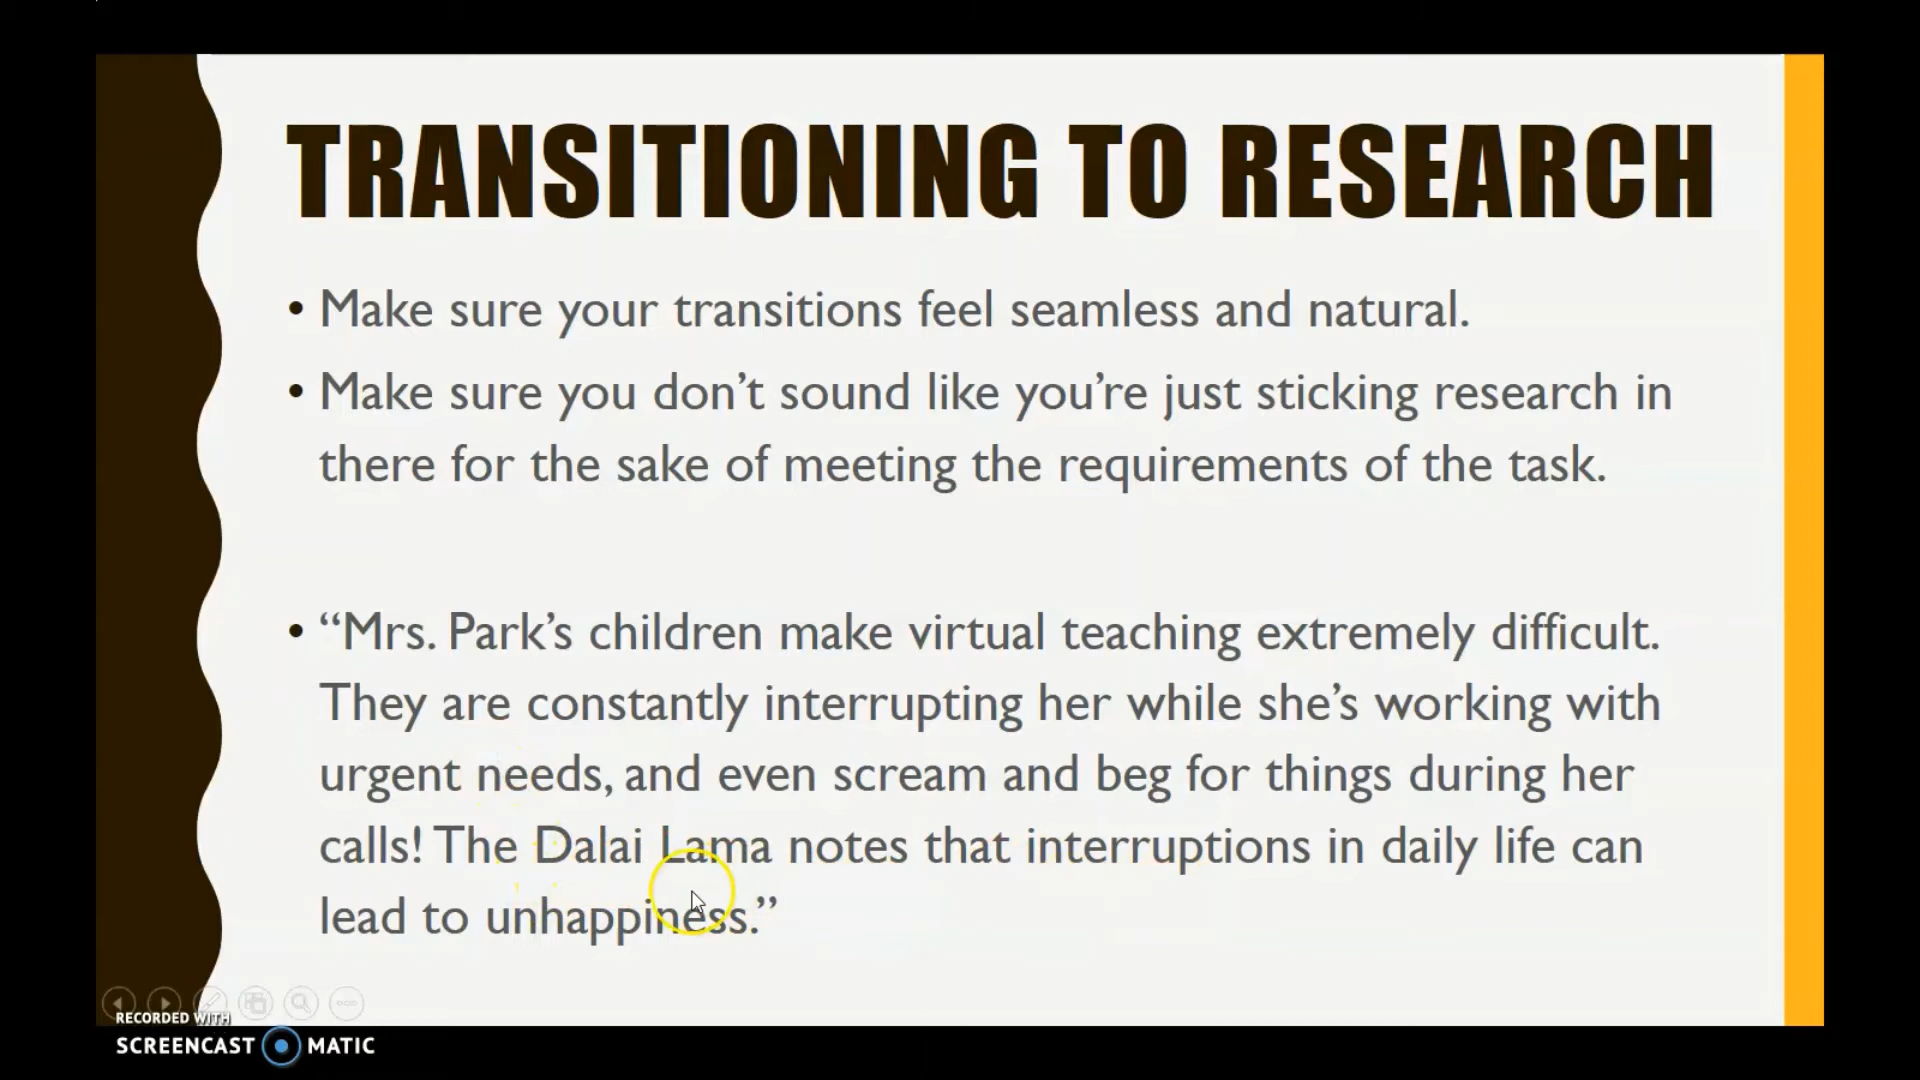 TRANSITIONING TO RESEARCH
• Make sure your transitions feel seamless and natural.
• Make sure you don’t sound like you’re just sticking research in
there for the sake of meeting the requirements of the task.
• “Mrs. Park’s children make virtual teaching extremely difficult.
They are constantly interrupting her while she’s working with
urgent needs, and even scream and beg for things during her
calls! The Dalai Lama notes that interruptions in daily life can
lead to unhappiness.”
RECORDED WITH
SCREENCAST MATIC